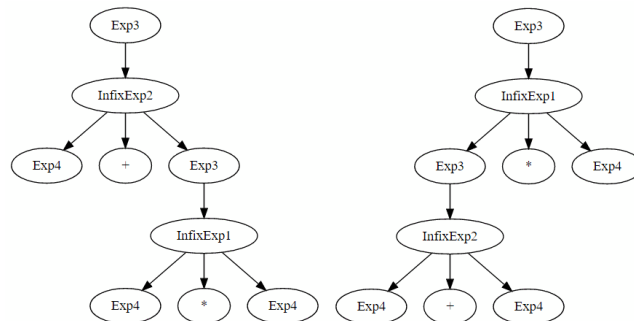 Exp3 Exp3
InfixExp2 InfixExp1
Exp4 + Exp3 Exp3 * Exp4
InfixExp1 InfixExp2
Exp4 * Exp4 Exp4 + Exp4